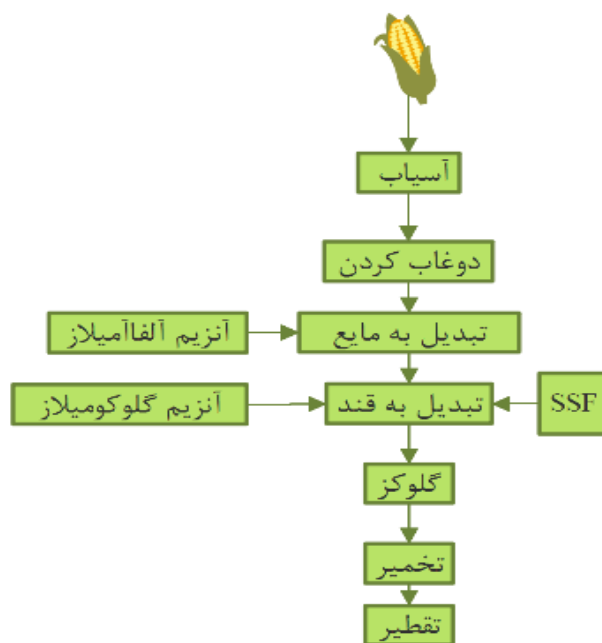 آسیاب
دوغاب کردن
تبدیل به مایع
آنزیم آلفاآمیلاز
تبدیل به قند
آنزیم گلوکومیلاز
SSF
گلوکز
تخمیر
تقطیر